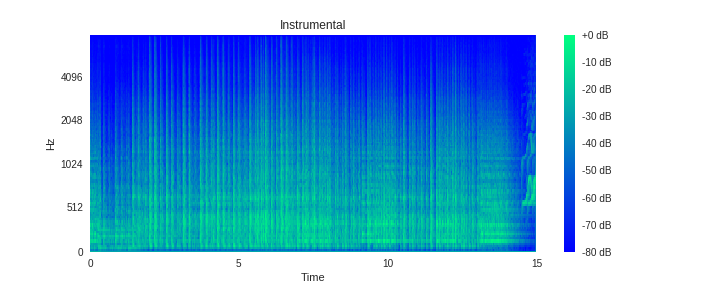 Instrumental
+0 dB
-10 dB
-20 dB
-30 dB
-40 dB
-50 dB
-60 dB
-70 dB
-80 dB
4096
2048
1024
512
0
Hz
0
5
10
15
Time